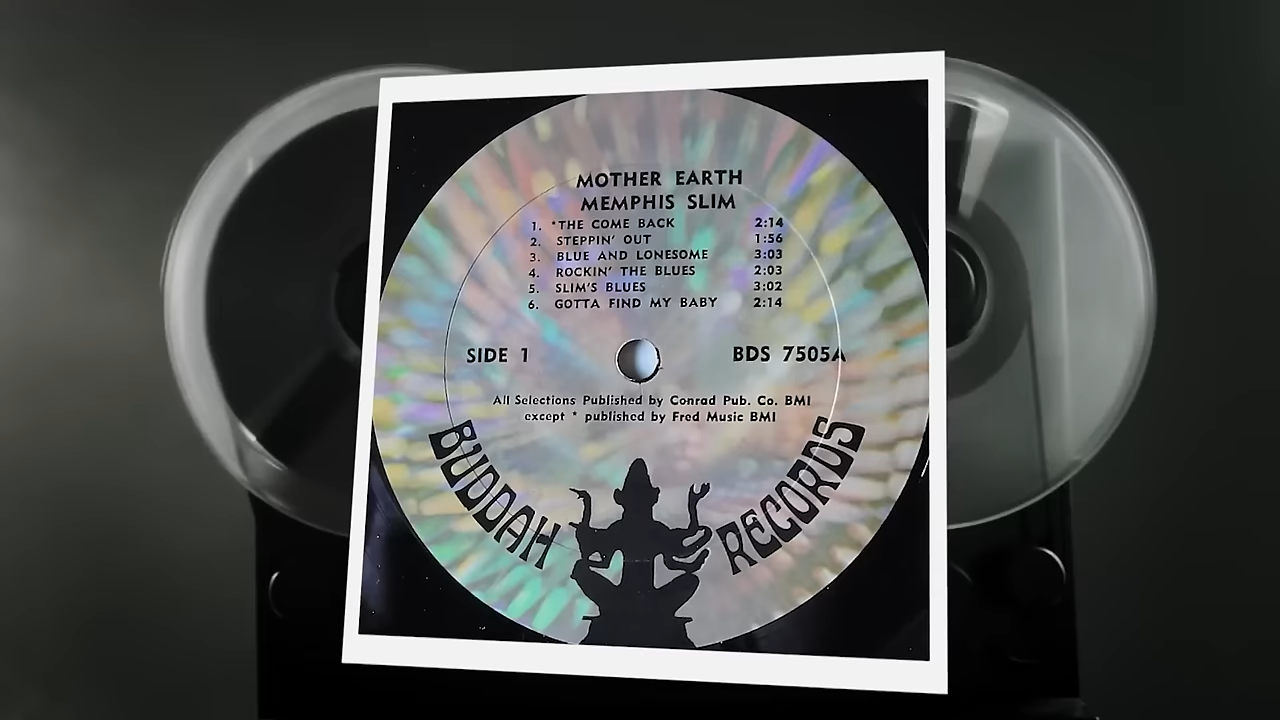 MOTHER EARTH
MEMPHIS SLIM
1. *THE COME BACK 2:14
2. STEPPIN' OUT 1:56
3. BLUE AND LONESOME 3:03
4. ROCKIN' THE BLUES 2:03
5. SLIM'S BLUES 3:02
6. GOTTA FIND MY BABY 2:14
SIDE 1 BDS 7505A
All Selections Published by Conrad Pub. Co. BMI
except * published by Fred Music BMI
BUDDAH RECORDS